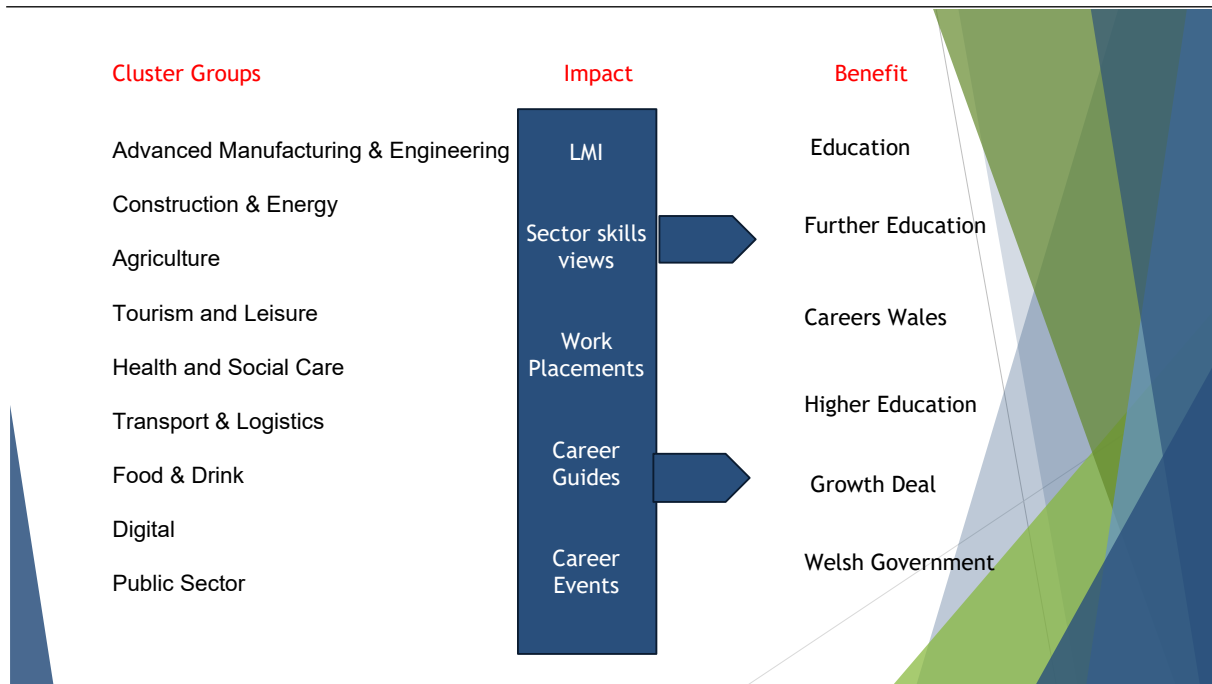 Cluster Groups
Impact
Benefit
Advanced Manufacturing & Engineering
Construction & Energy
Agriculture
Tourism and Leisure
Health and Social Care
Transport & Logistics
Food & Drink
Digital
Public Sector
LMI
Sector skills
views
Work
Placements
Career
Guides
Career
Events
Education
Further Education
Careers Wales
Higher Education
Growth Deal
Welsh Government